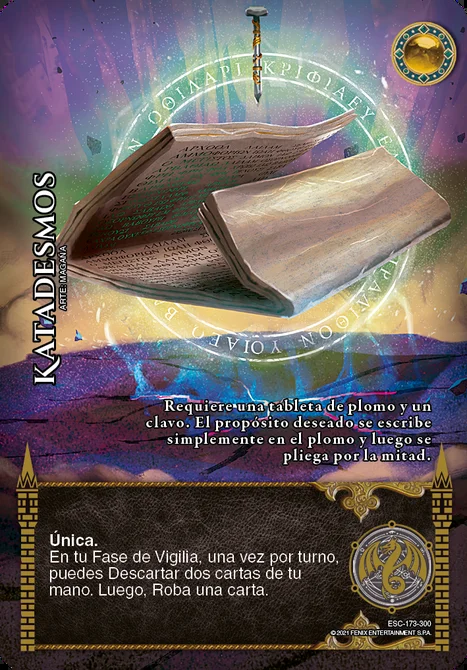 KATADESMOS
ARTE: MAGAÑA
Requiere una tableta de plomo y un
clavo. El propósito deseado se escribe
simplemente en el plomo y luego se
pliega por la mitad.
Única.
En tu Fase de Vigilia, una vez por turno,
puedes Descartar dos cartas de tu
mano. Luego, Roba una carta.
ESC-173-300
©2021 FENIX ENTERTAINMENT S.P.A.